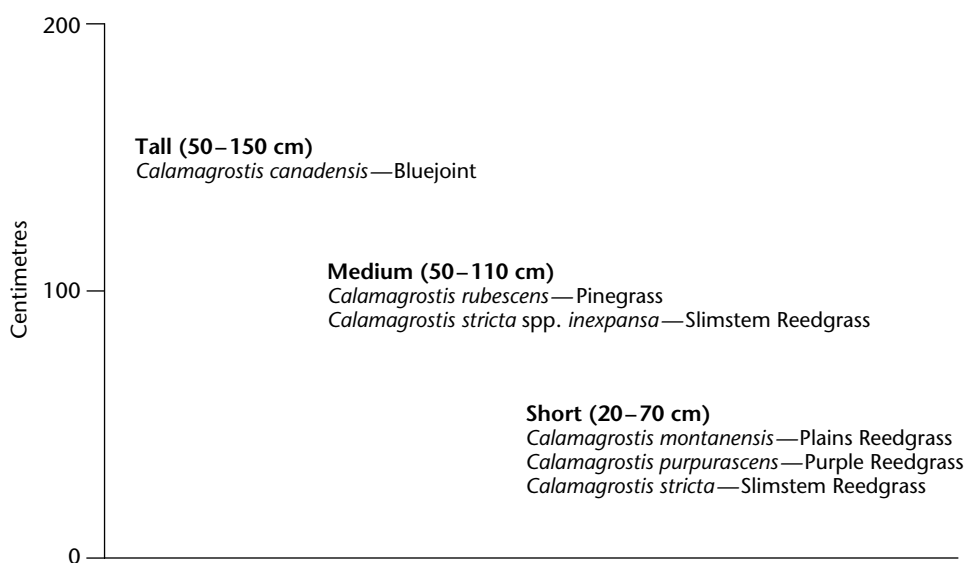 200
Tall (50–150 cm)
Calamagrostis canadensis—Bluejoint
Centimetres
Medium (50–110 cm)
100
Calamagrostis rubescens—Pinegrass
Calamagrostis stricta spp. inexpansa—Slimstem Reedgrass
Short (20–70 cm)
Calamagrostis montanensis—Plains Reedgrass
Calamagrostis purpurascens—Purple Reedgrass
Calamagrostis stricta—Slimstem Reedgrass
0